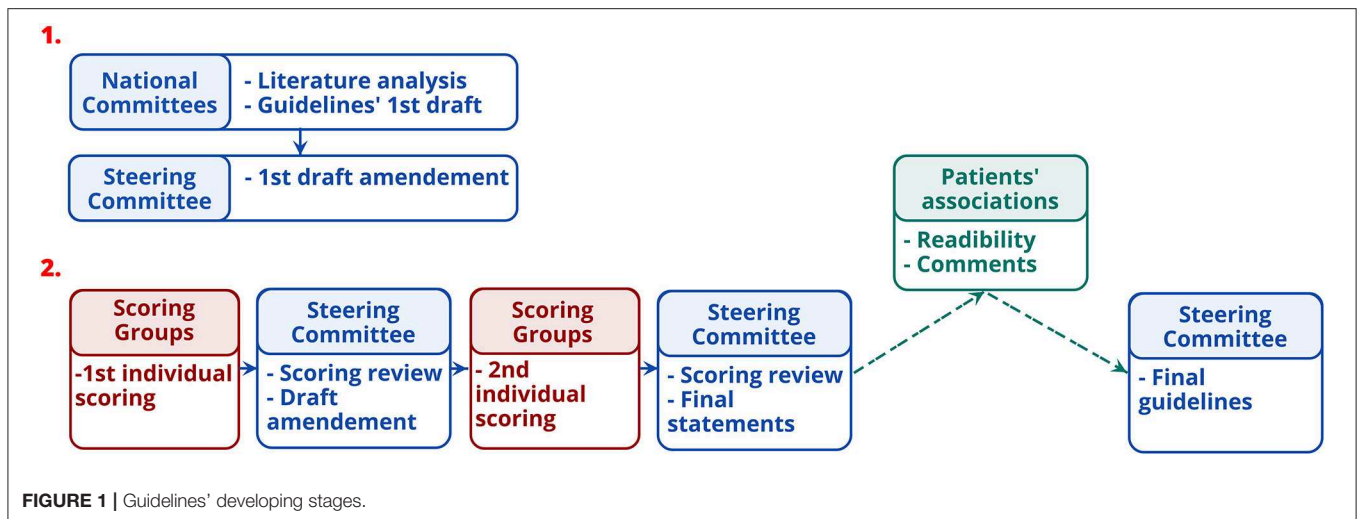 1.
National
Committees
- Literature analysis
- Guidelines' 1st draft
Steering
Committee
- 1st draft amendement
2.
Scoring
Groups
-1st individual
scoring
Steering
Committee
- Scoring review
- Draft
amendement
Scoring
Groups
- 2nd
individual
scoring
Steering
Committee
- Scoring review
- Final
statements
Patients'
associations
- Readibility
- Comments
Steering
Committee
- Final
guidelines
FIGURE 1 | Guidelines' developing stages.